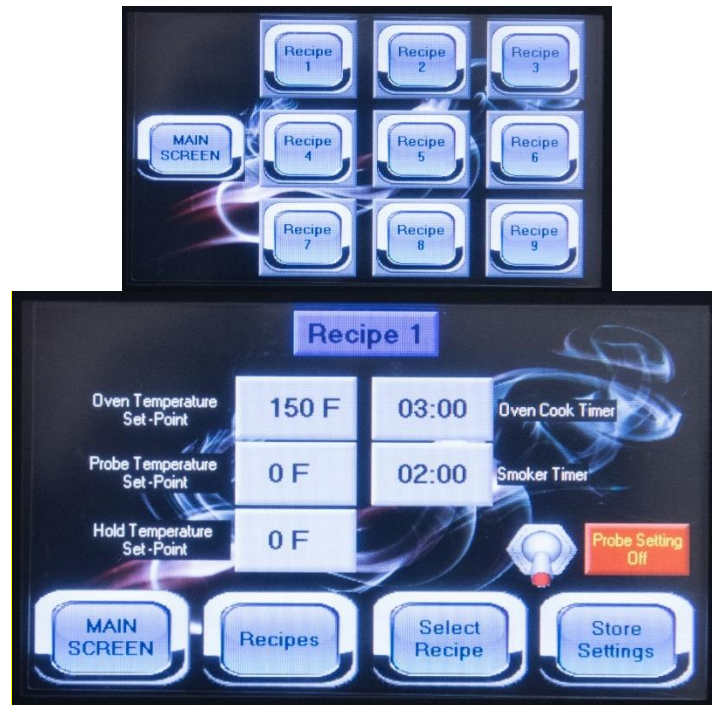 Recipe
1
Recipe
2
Recipe
3
MAIN
SCREEN
Recipe
4
Recipe
5
Recipe
6
Recipe
7
Recipe
8
Recipe
9
Recipe 1
Oven Temperature
Set-Point
150 F
03:00
Oven Cook Timer
Probe Temperature
Set-Point
0 F
02:00
Smoker Timer
Hold Temperature
Set-Point
0 F
Probe Setting
Off
MAIN
SCREEN
Recipes
Select
Recipe
Store
Settings